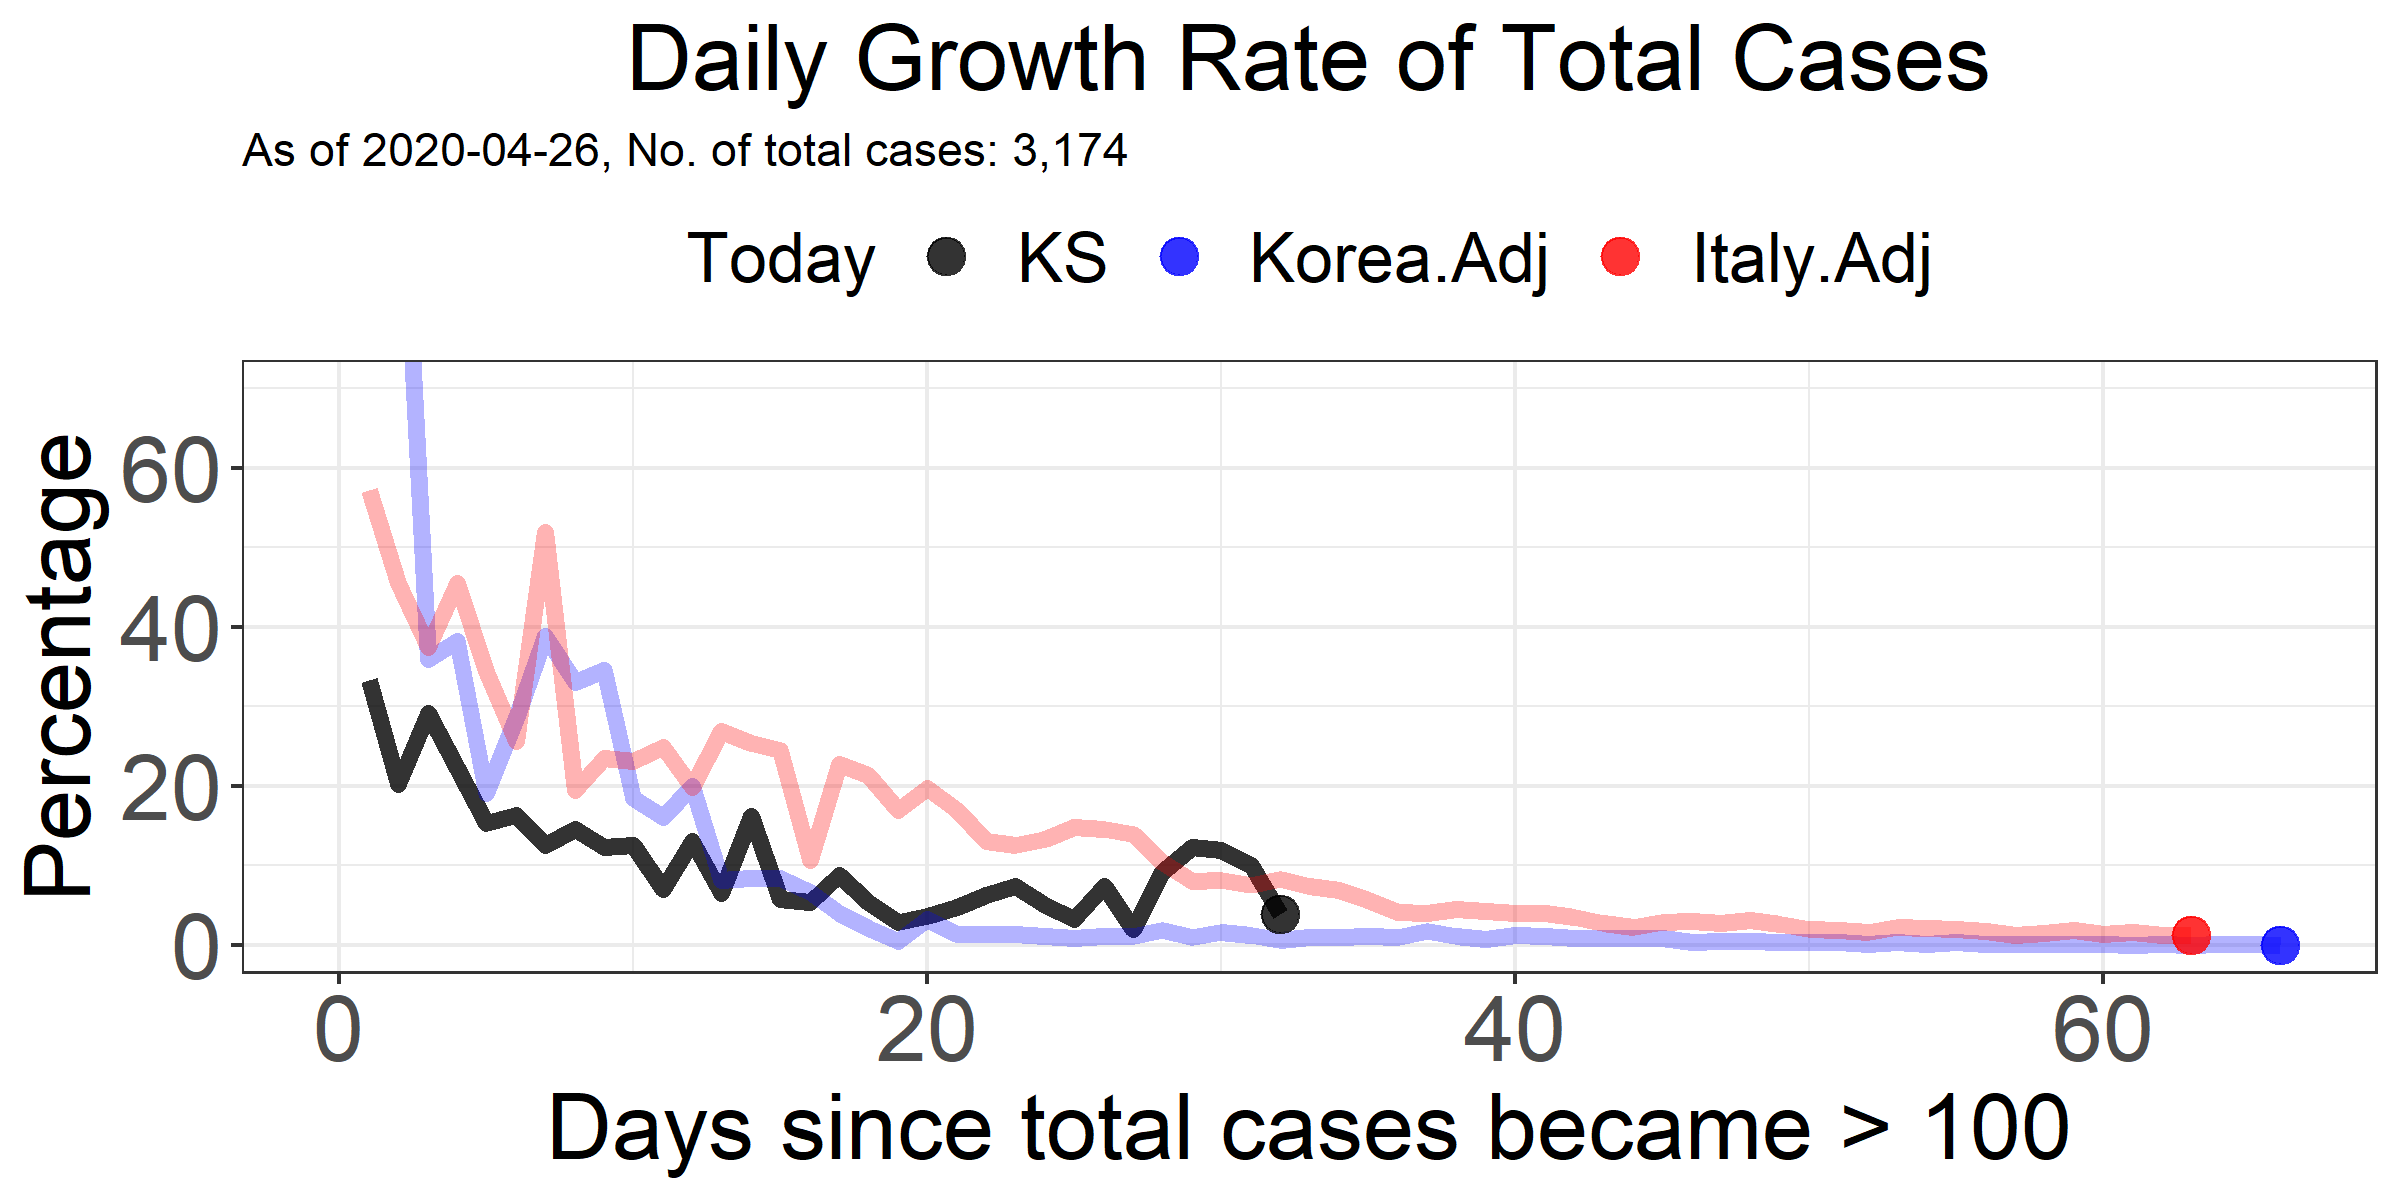 Daily Growth Rate of Total Cases
As of 2020-04-26, No. of total cases: 3,174
Today KS Korea.Adj Italy.Adj
Percentage
60
40
20
0
0 20 40 60
Days since total cases became > 100